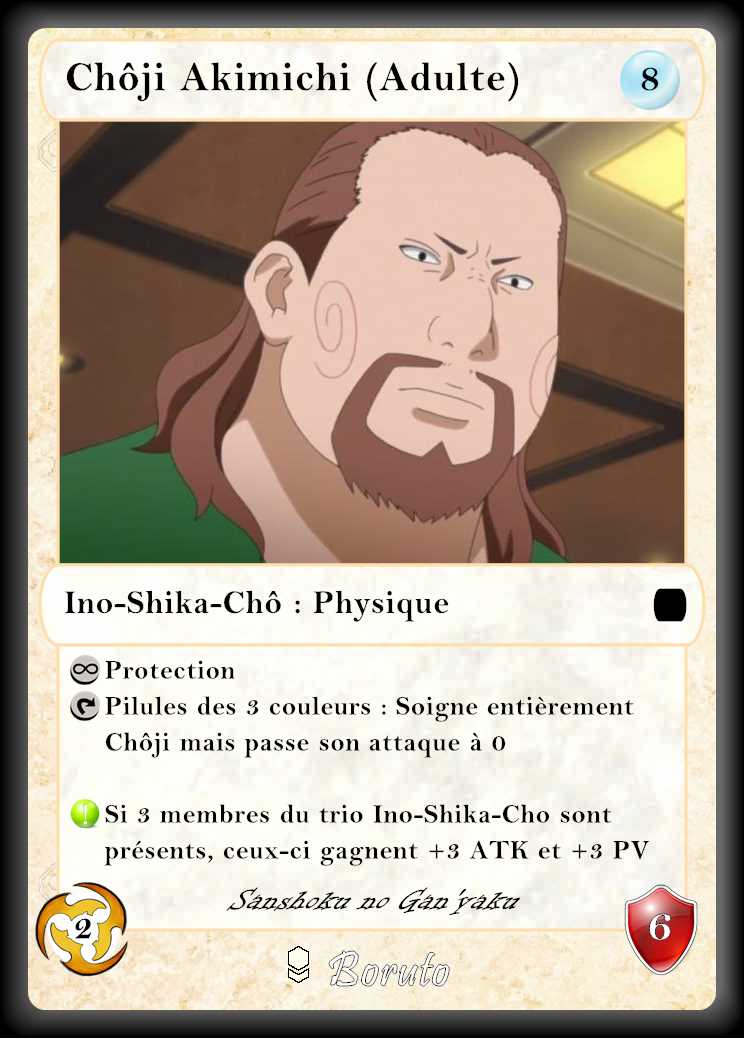 Chôji Akimichi (Adulte)
8
Ino-Shika-Chô : Physique
Protection
Pilules des 3 couleurs : Soigne entièrement
Chôji mais passe son attaque à 0
Si 3 membres du trio Ino-Shika-Cho sont
présents, ceux-ci gagnent +3 ATK et +3 PV
Sanshoku no Gan'yaku
2
6
Boruto